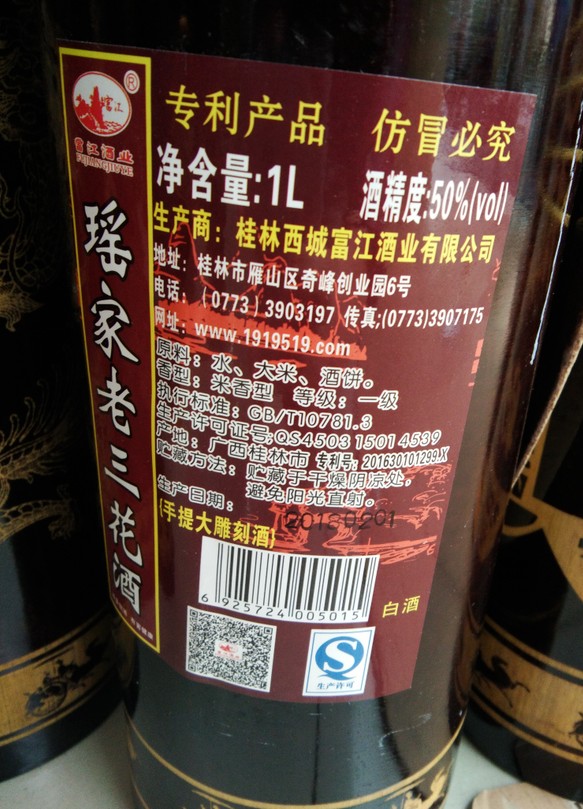 富江
®
富江酒业
FUJIANGJIUYE
瑶家老三花酒
专利产品 仿冒必究
净含量:1L 酒精度:50%(vol)
生产商：桂林西城富江酒业有限公司
地址：桂林市雁山区奇峰创业园6号
电话：(0773)3903197 传真:(0773)3907175
网址：www.1919519.com
原料：水、大米、酒饼。
香型：米香型 等级：一级
执行标准：GB/T10781.3
生产许可证号:QS4503 15014539
产地：广西桂林市 专利号:201630101299.X
贮藏方法：贮藏于干燥阴凉处，
避免阳光直射。
生产日期：
(手提大雕刻酒)
6 925724 005015
白酒
生产许可